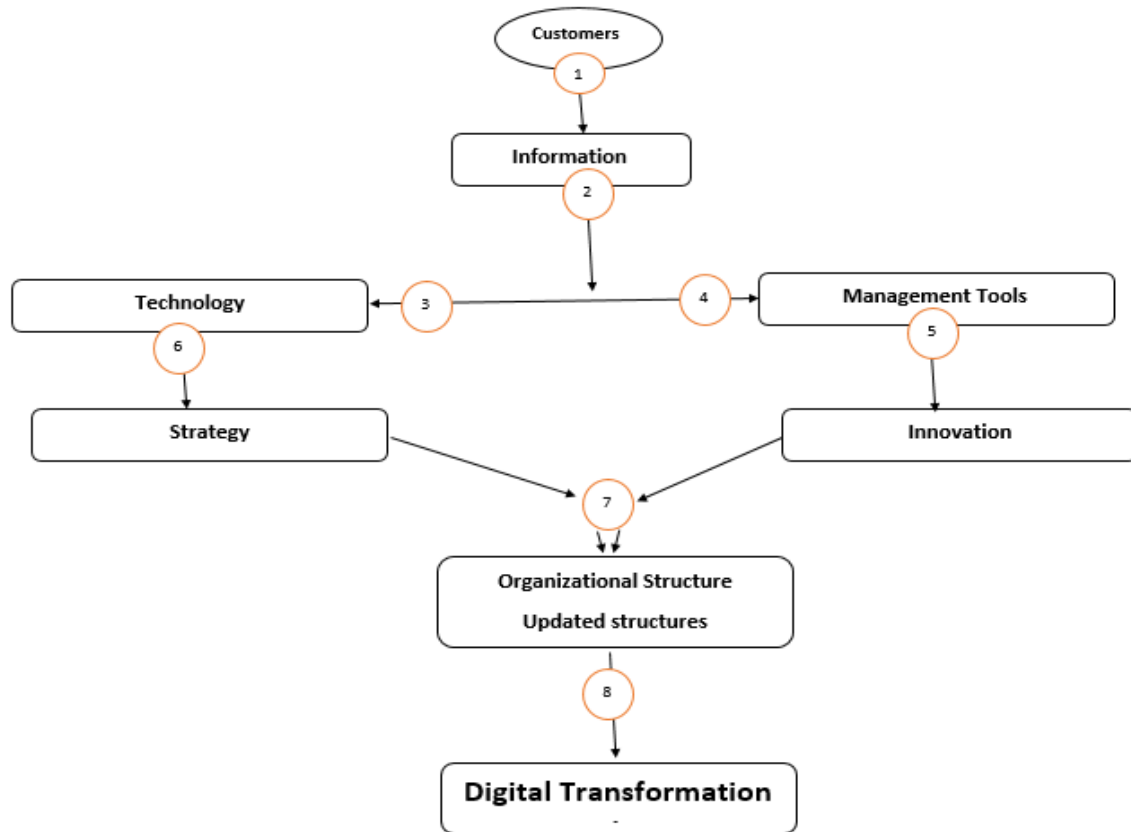 Customers
1
Information
2
Technology
3
4
Management Tools
6
5
Strategy
Innovation
7
Organizational Structure
Updated structures
8
Digital Transformation
-